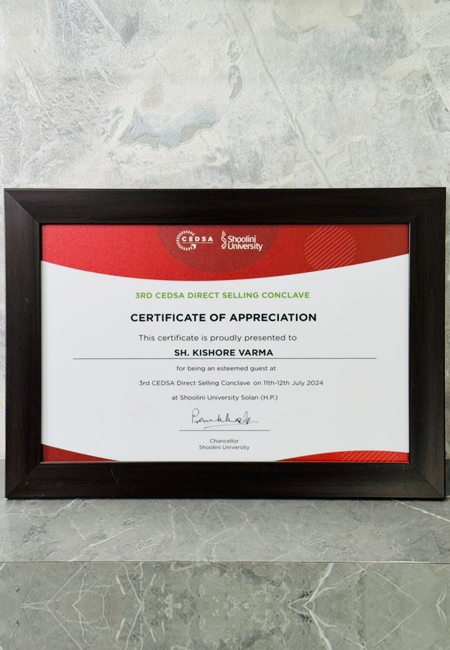 CEDSA
Shoolini
University
3RD CEDSA DIRECT SELLING CONCLAVE
CERTIFICATE OF APPRECIATION
This certificate is proudly presented to
SH. KISHORE VARMA
for being an esteemed guest at
3rd CEDSA Direct Selling Conclave on 11th-12th July 2024
at Shoolini University Solan (H.P.)
Chancellor
Shoolini University